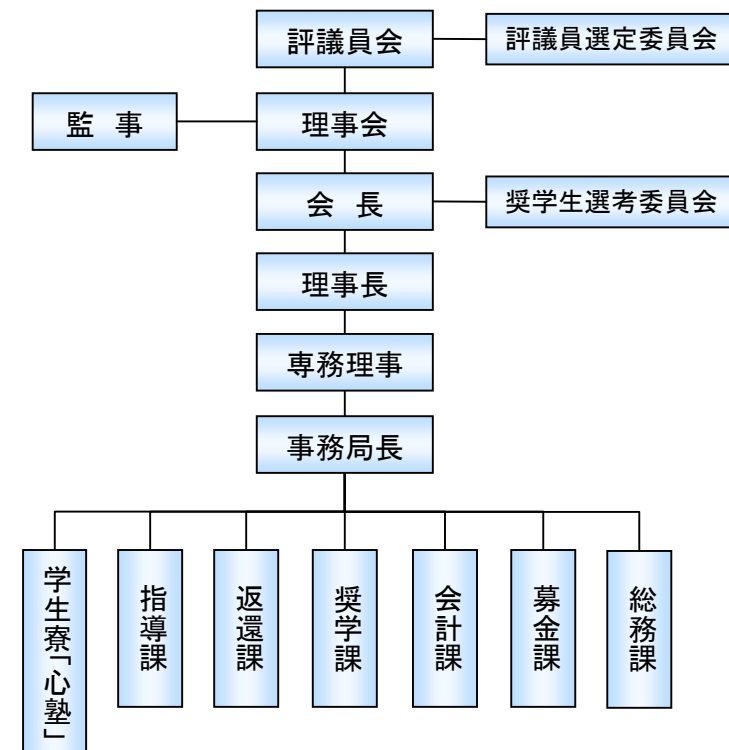 評議員会
評議員選定委員会
監　事
理事会
会　長
奨学生選考委員会
理事長
専務理事
事務局長
学生寮「心塾」
指導課
返還課
奨学課
会計課
募金課
総務課